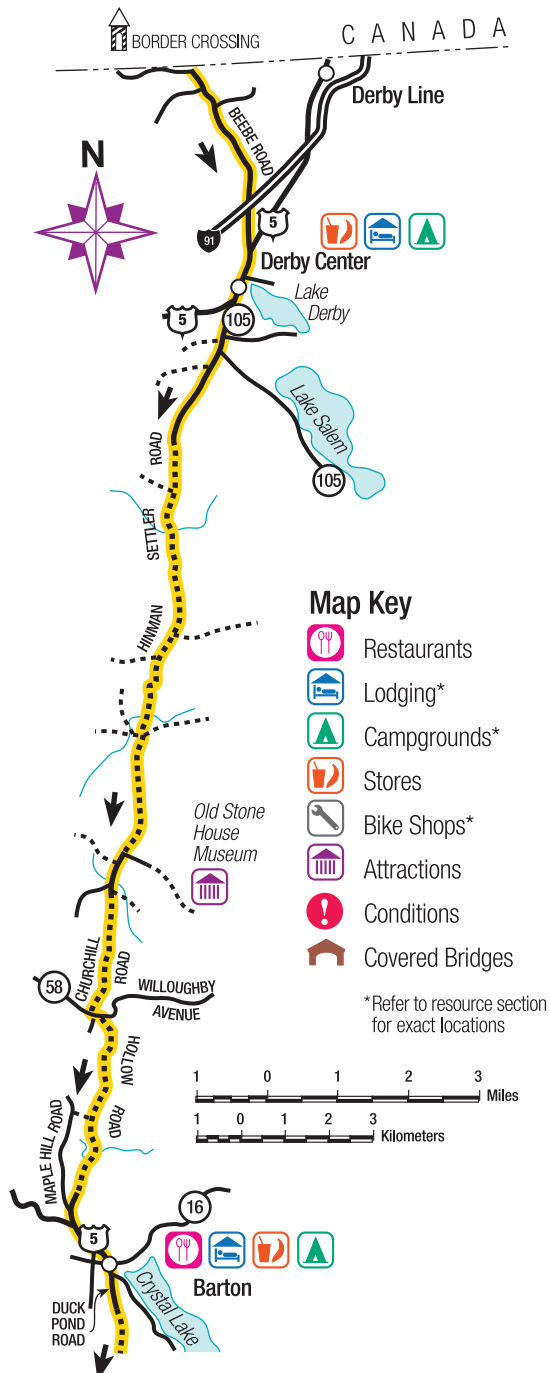 BORDER CROSSING
CANADA
Derby Line
BEEBE ROAD
N
5
91
Derby Center
Lake
Derby
5
105
Lake Salem
105
ROAD
SETTLER
HINMAN
Map Key
Restaurants
Lodging*
Campgrounds*
Stores
Bike Shops*
Attractions
! Conditions
Covered Bridges
*Refer to resource section
for exact locations
Old Stone
House
Museum
CHURCHILL
ROAD
58
WILLOUGHBY
AVENUE
HOLLOW
ROAD
1 0 1 2 3
Miles
1 0 1 2 3
Kilometers
MAPLE HILL ROAD
16
5
Barton
Crystal Lake
DUCK
POND
ROAD